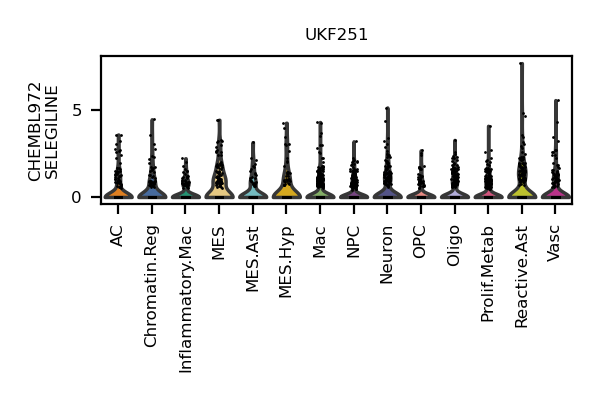 UKF251
CHEMBL972
SELEGILINE
5
0
AC
Chromatin.Reg
Inflammatory.Mac
MES
MES.Ast
MES.Hyp
Mac
NPC
Neuron
OPC
Oligo
Prolif.Metab
Reactive.Ast
Vasc